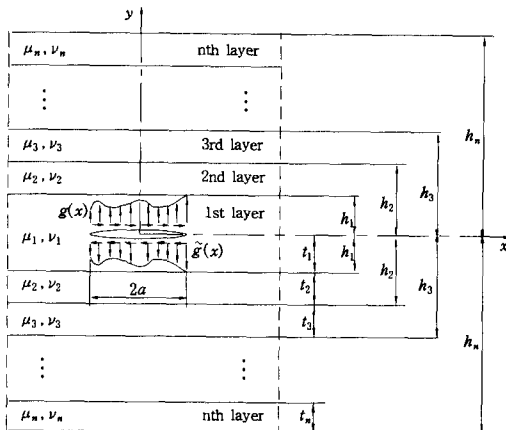 y
μₙ, νₙ nth layer
⋮ ⋮
hₙ
μ₃, ν₃ 3rd layer
μ₂, ν₂ 2nd layer
h₃
h₂
g(x) 1st layer
h₁
μ₁, ν₁
x
g̃(x) t₁ h₁
h₂
μ₂, ν₂ 2a t₂
h₃
μ₃, ν₃ t₃
hₙ
⋮ ⋮
μₙ, νₙ nth layer tₙ